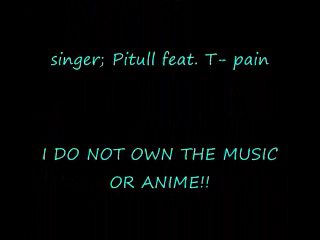 singer; Pitull feat. T- pain
I DO NOT OWN THE MUSIC
OR ANIME!!